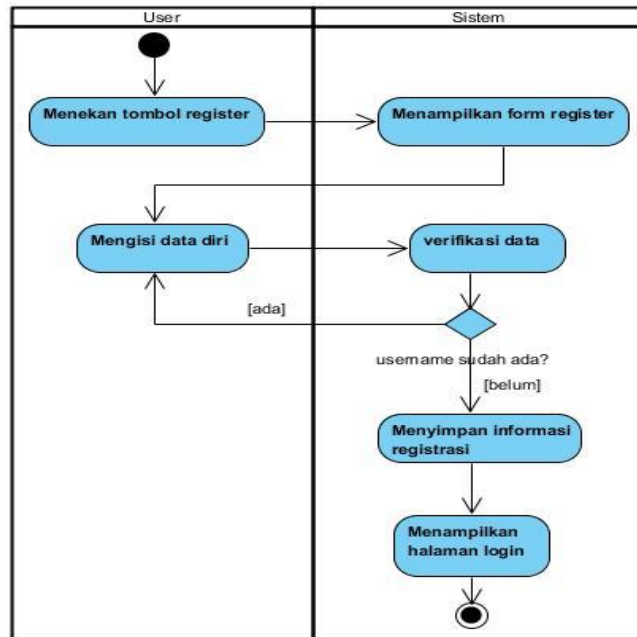 User
Sistem
Menekan tombol register
Menampilkan form register
Mengisi data diri
verifikasi data
[ada]
username sudah ada?
[belum]
Menyimpan informasi
registrasi
Menampilkan
halaman login